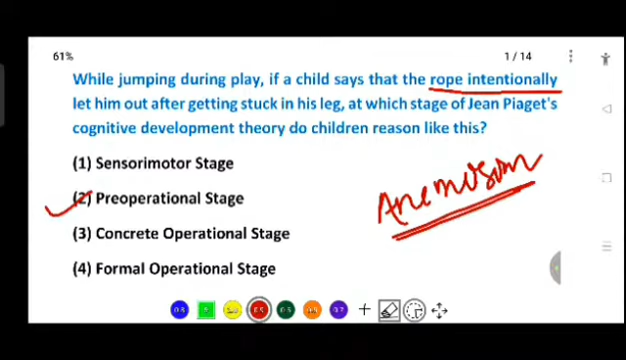 61%
1 / 14
While jumping during play, if a child says that the rope intentionally
let him out after getting stuck in his leg, at which stage of Jean Piaget's
cognitive development theory do children reason like this?
(1) Sensorimotor Stage
(2) Preoperational Stage
(3) Concrete Operational Stage
(4) Formal Operational Stage